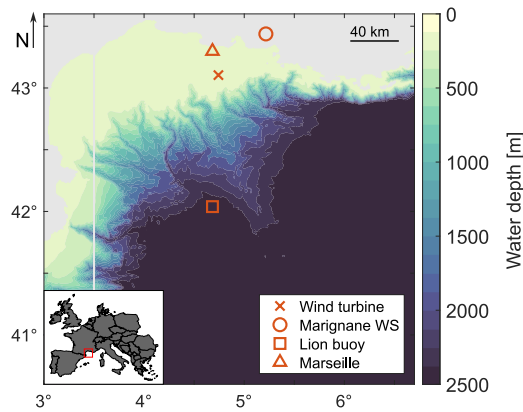 N
40 km
43°
42°
41°
3°
4°
5°
6°
Wind turbine
Marignane WS
Lion buoy
Marseille
0
500
1000
1500
2000
2500
Water depth [m]